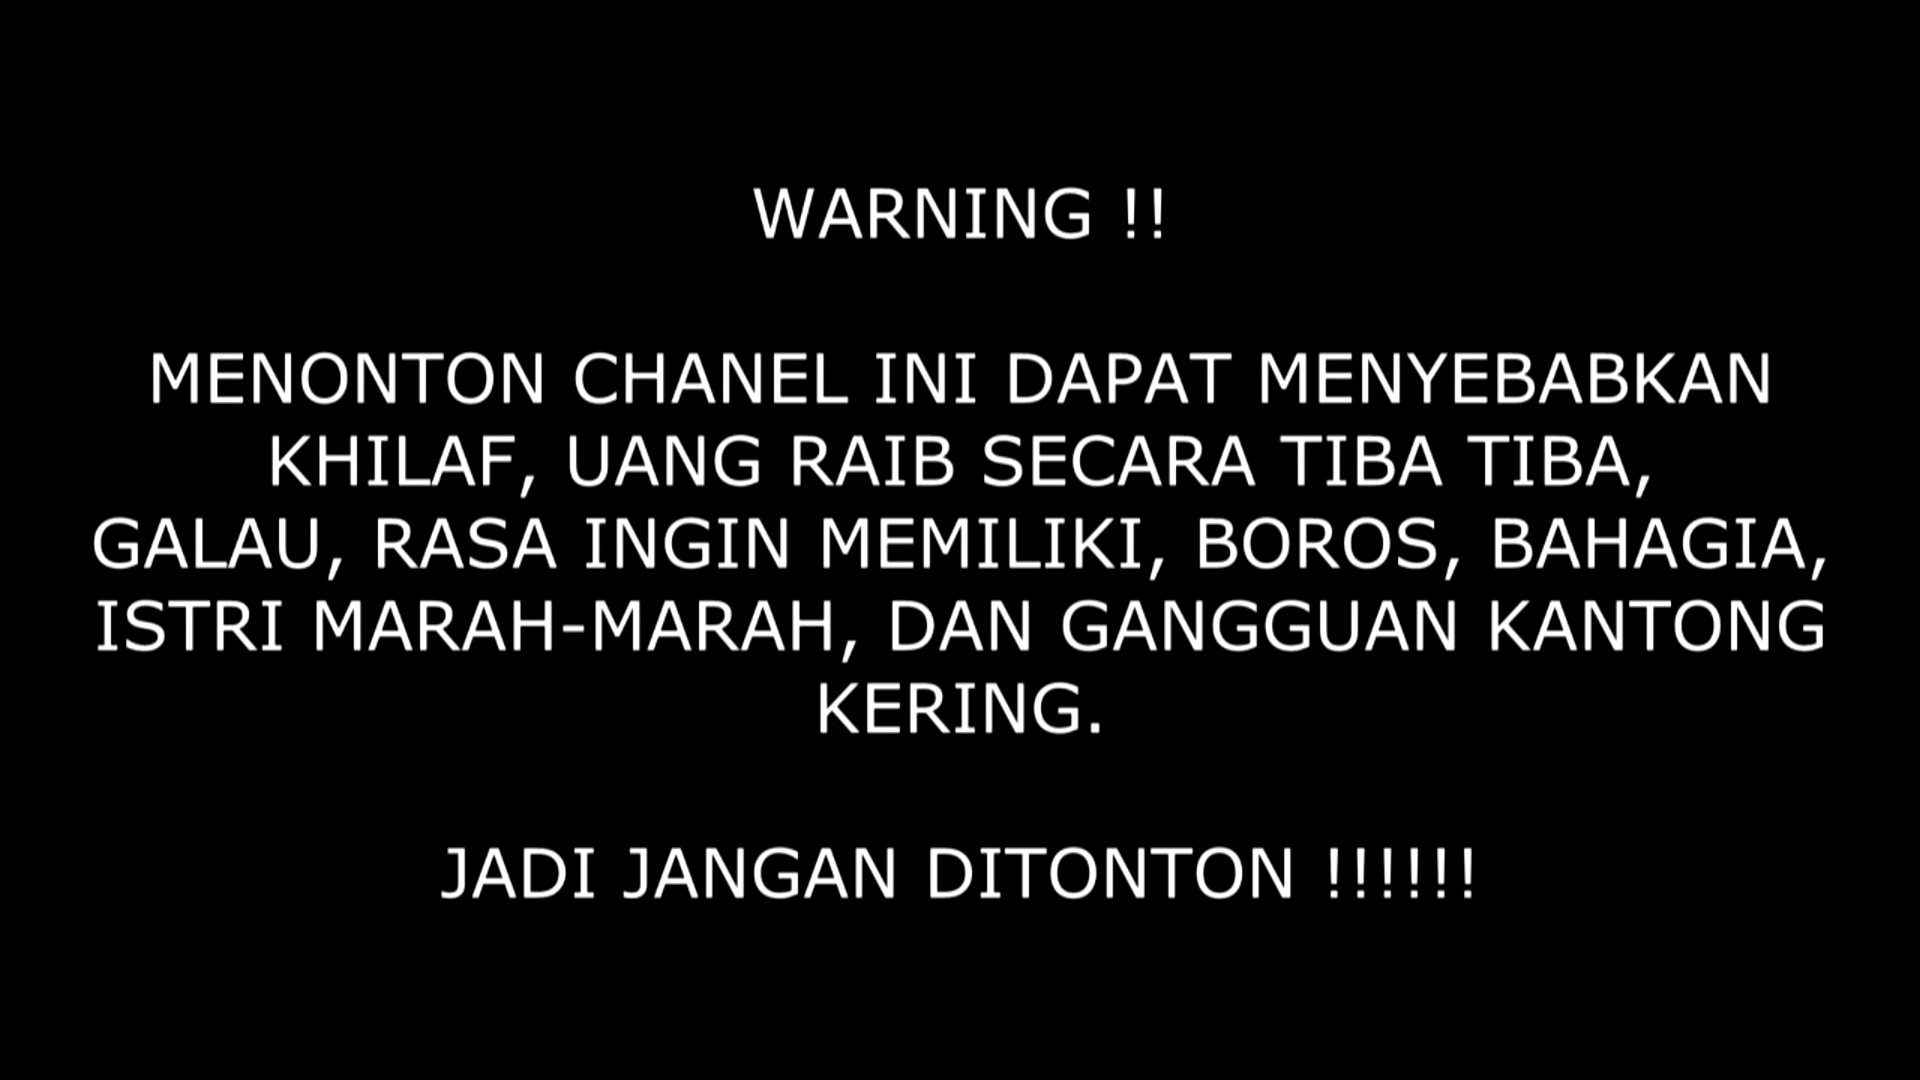 WARNING !!
MENONTON CHANEL INI DAPAT MENYEBABKAN
KHILAF, UANG RAIB SECARA TIBA TIBA,
GALAU, RASA INGIN MEMILIKI, BOROS, BAHAGIA,
ISTRI MARAH-MARAH, DAN GANGGUAN KANTONG
KERING.
JADI JANGAN DITONTON !!!!!!